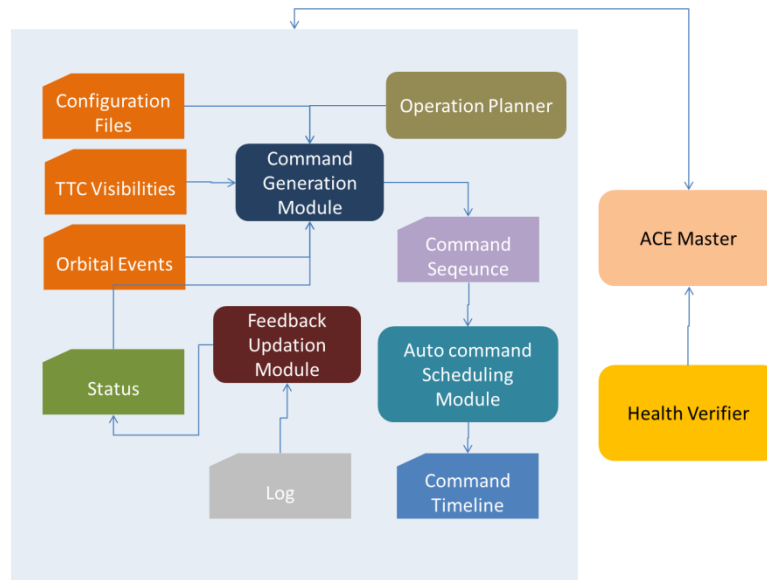 Configuration
Files
Operation Planner
Command
Generation
Module
TTC Visibilities
Orbital Events
Command
Seqeunce
ACE Master
Feedback
Updation
Module
Auto command
Scheduling
Module
Status
Health Verifier
Log
Command
Timeline